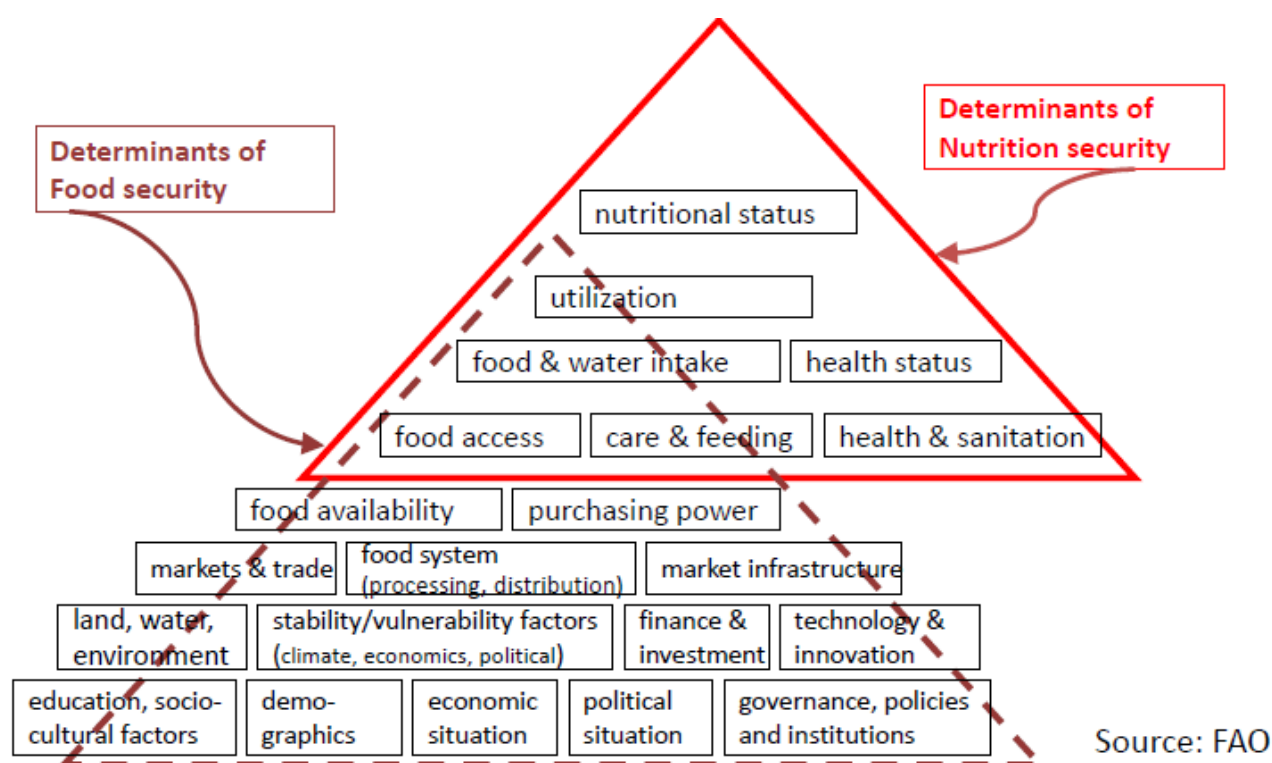 Determinants of
Nutrition security
Determinants of
Food security
nutritional status
utilization
food & water intake
health status
food access
care & feeding
health & sanitation
food availability
purchasing power
markets & trade
food system
(processing, distribution)
market infrastructure
land, water,
environment
stability/vulnerability factors
(climate, economics, political)
finance &
investment
technology &
innovation
education, socio-
cultural factors
demo-
graphics
economic
situation
political
situation
governance, policies
and institutions
Source: FAO